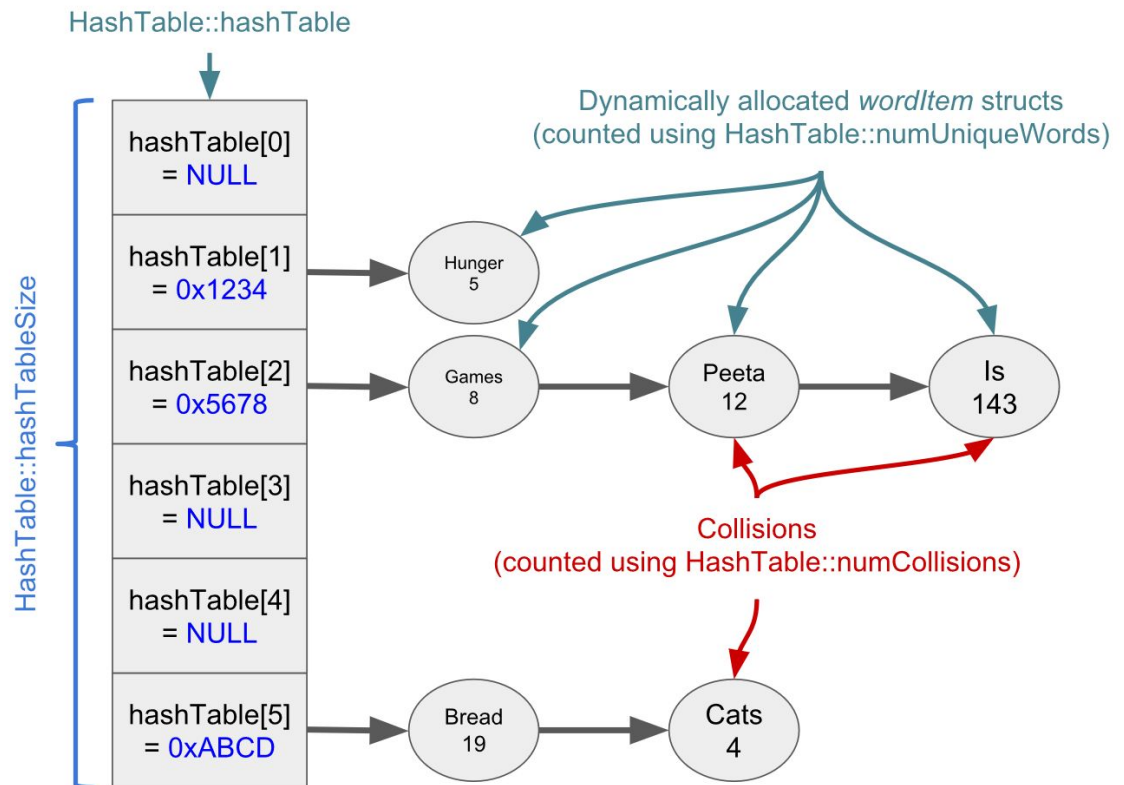 HashTable::hashTable
HashTable::hashTableSize
Dynamically allocated wordItem structs
(counted using HashTable::numUniqueWords)
hashTable[0]
= NULL
hashTable[1]
= 0x1234
Hunger
5
hashTable[2]
= 0x5678
Games
8
Peeta
12
Is
143
hashTable[3]
= NULL
Collisions
(counted using HashTable::numCollisions)
hashTable[4]
= NULL
hashTable[5]
= 0xABCD
Bread
19
Cats
4